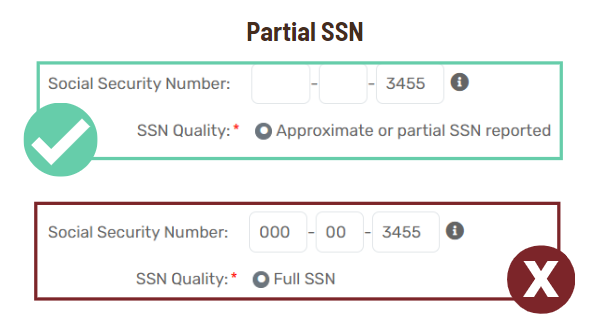 Partial SSN
Social Security Number: - - 3455 i
SSN Quality:* Approximate or partial SSN reported
Social Security Number: 000 - 00 - 3455 i
SSN Quality:* Full SSN
X